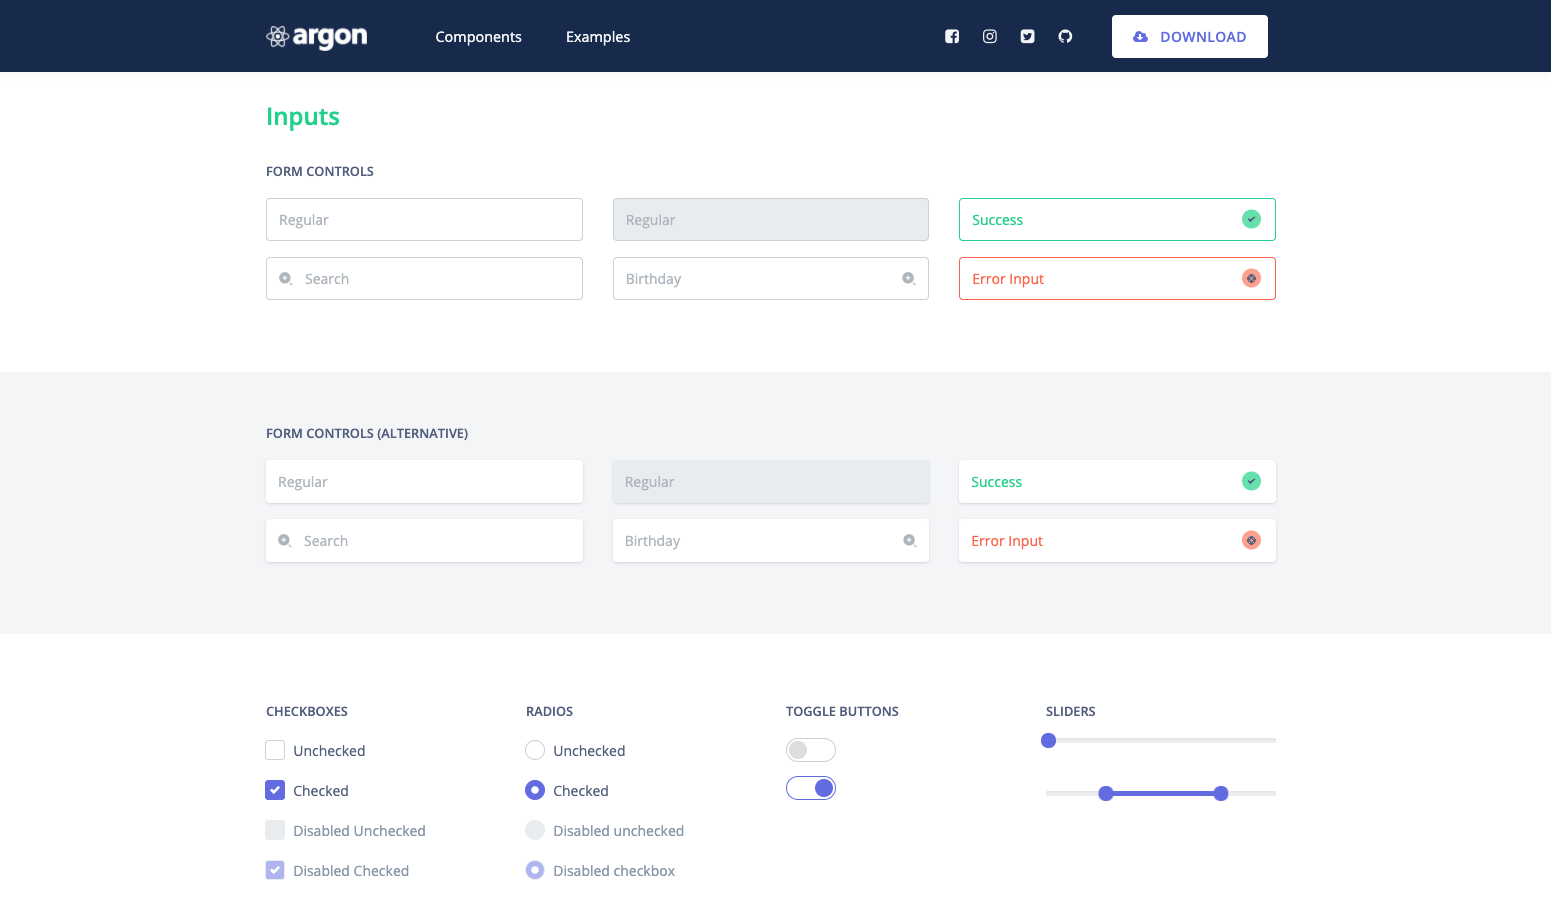 argon Components Examples DOWNLOAD
Inputs
FORM CONTROLS
Regular Regular Success
Search Birthday Error Input
FORM CONTROLS (ALTERNATIVE)
Regular Regular Success
Search Birthday Error Input
CHECKBOXES RADIOS TOGGLE BUTTONS SLIDERS
Unchecked Unchecked
Checked Checked
Disabled Unchecked Disabled unchecked
Disabled Checked Disabled checkbox